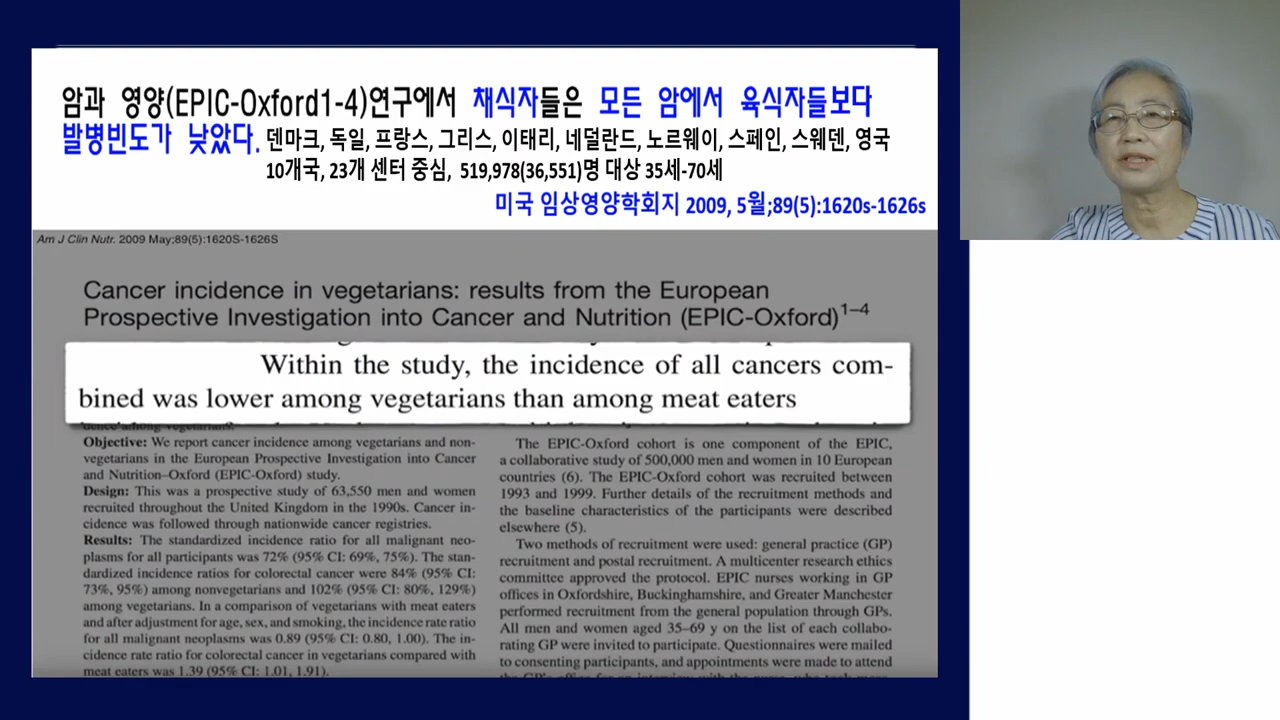 암과 영양(EPIC-Oxford1-4)연구에서 채식자들은 모든 암에서 육식자들보다
발병빈도가 낮았다. 덴마크, 독일, 프랑스, 그리스, 이태리, 네덜란드, 노르웨이, 스페인, 스웨덴, 영국
10개국, 23개 센터 중심, 519,978(36,551)명 대상 35세-70세
미국 임상영양학회지 2009, 5월;89(5):1620s-1626s
Am J Clin Nutr. 2009 May;89(5):1620S-1626S
Cancer incidence in vegetarians: results from the European
Prospective Investigation into Cancer and Nutrition (EPIC-Oxford)1–4
Within the study, the incidence of all cancers com-
bined was lower among vegetarians than among meat eaters
Objective: We report cancer incidence among vegetarians and non-
vegetarians in the European Prospective Investigation into Cancer
and Nutrition–Oxford (EPIC-Oxford) study.
Design: This was a prospective study of 63,550 men and women
recruited throughout the United Kingdom in the 1990s. Cancer in-
cidence was followed through nationwide cancer registries.
Results: The standardized incidence ratio for all malignant neo-
plasms for all participants was 72% (95% CI: 69%, 75%). The stan-
dardized incidence ratios for colorectal cancer were 84% (95% CI:
73%, 95%) among nonvegetarians and 102% (95% CI: 80%, 129%)
among vegetarians. In a comparison of vegetarians with meat eaters
and after adjustment for age, sex, and smoking, the incidence rate ratio
for all malignant neoplasms was 0.89 (95% CI: 0.80, 1.00). The in-
cidence rate ratio for colorectal cancer in vegetarians compared with
meat eaters was 1.39 (95% CI: 1.01, 1.91).
The EPIC-Oxford cohort is one component of the EPIC,
a collaborative study of 500,000 men and women in 10 European
countries (6). The EPIC-Oxford cohort was recruited between
1993 and 1999. Further details of the recruitment methods and
the baseline characteristics of the participants were described
elsewhere (5).
Two methods of recruitment were used: general practice (GP)
recruitment and postal recruitment. A multicenter research ethics
committee approved the protocol. EPIC nurses working in GP
offices in Oxfordshire, Buckinghamshire, and Greater Manchester
performed recruitment from the general population through GPs.
All men and women aged 35–69 y on the list of each collabo-
rating GP were invited to participate. Questionnaires were mailed
to consenting participants, and appointments were made to attend